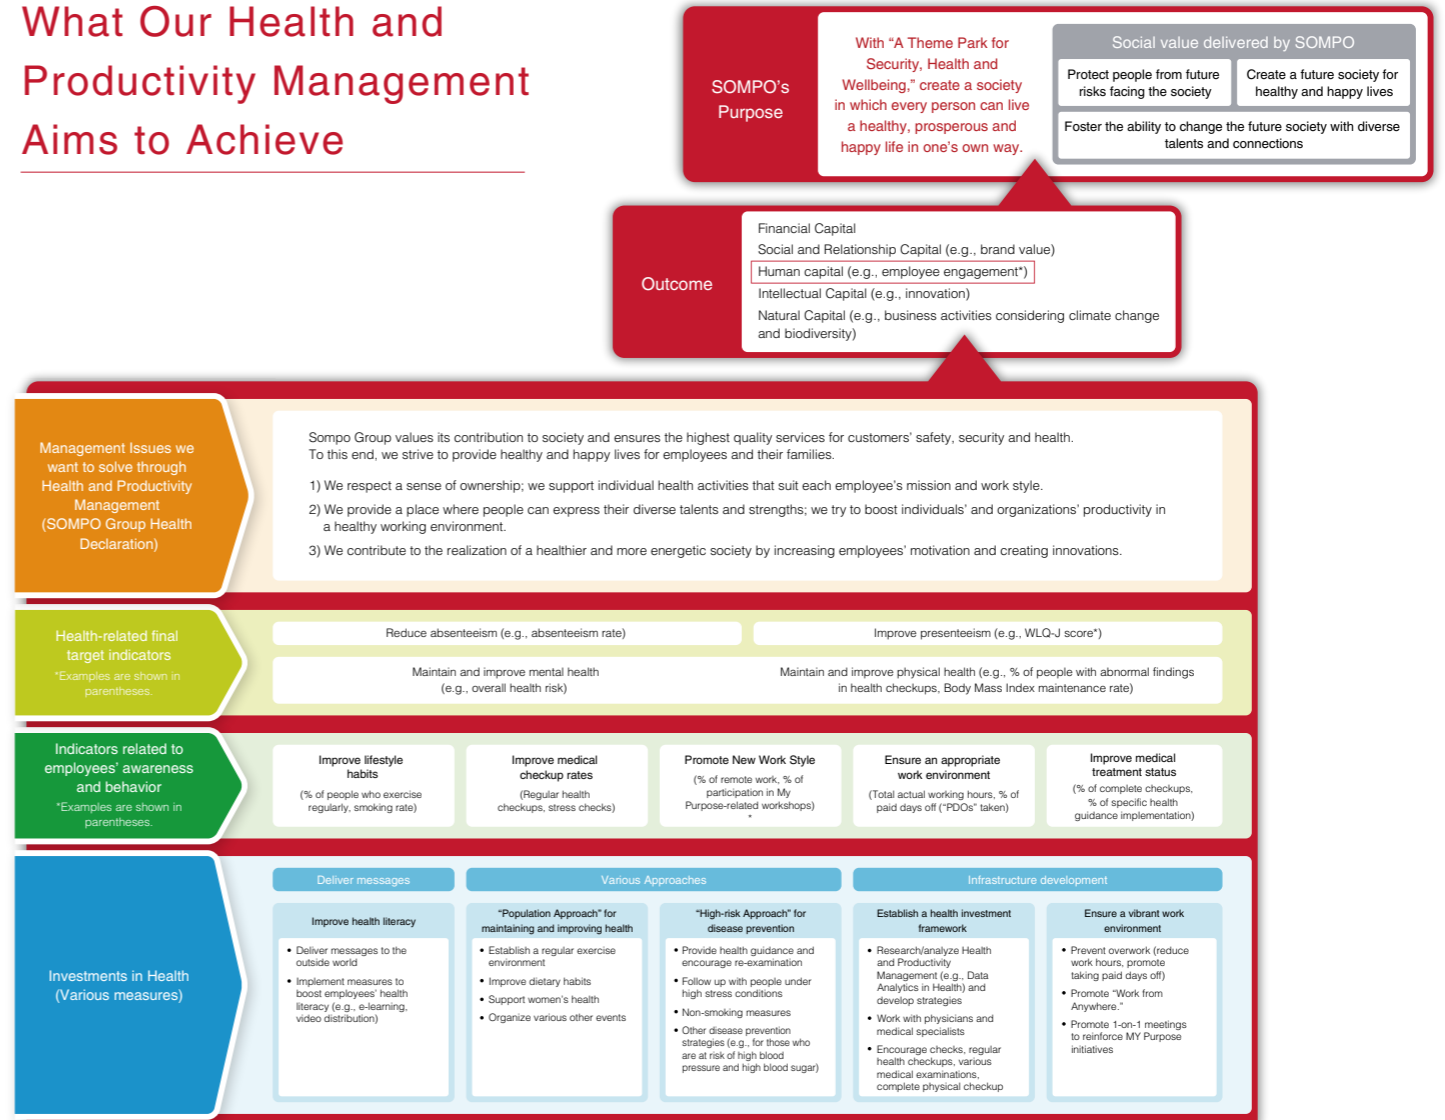 What Our Health and
Productivity Management
Aims to Achieve
SOMPO's
Purpose
With “A Theme Park for
Security, Health and
Wellbeing,” create a society
in which every person can live
a healthy, prosperous and
happy life in one's own way.
Social value delivered by SOMPO
Protect people from future
risks facing the society
Create a future society for
healthy and happy lives
Foster the ability to change the future society with diverse
talents and connections
Outcome
Financial Capital
Social and Relationship Capital (e.g., brand value)
Human capital (e.g., employee engagement*)
Intellectual Capital (e.g., innovation)
Natural Capital (e.g., business activities considering climate change
and biodiversity)
Management Issues we
want to solve through
Health and Productivity
Management
(SOMPO Group Health
Declaration)
Sompo Group values its contribution to society and ensures the highest quality services for customers' safety, security and health.
To this end, we strive to provide healthy and happy lives for employees and their families.
1) We respect a sense of ownership; we support individual health activities that suit each employee's mission and work style.
2) We provide a place where people can express their diverse talents and strengths; we try to boost individuals' and organizations' productivity in
a healthy working environment.
3) We contribute to the realization of a healthier and more energetic society by increasing employees' motivation and creating innovations.
Health-related final
target indicators
*Examples are shown in
parentheses.
Reduce absenteeism (e.g., absenteeism rate)
Improve presenteeism (e.g., WLQ-J score*)
Maintain and improve mental health
(e.g., overall health risk)
Maintain and improve physical health (e.g., % of people with abnormal findings
in health checkups, Body Mass Index maintenance rate)
Indicators related to
employees' awareness
and behavior
*Examples are shown in
parentheses.
Improve lifestyle
habits
(% of people who exercise
regularly, smoking rate)
Improve medical
checkup rates
(Regular health
checkups, stress checks)
Promote New Work Style
(% of remote work, % of
participation in My
Purpose-related workshops)
*
Ensure an appropriate
work environment
(Total actual working hours, % of
paid days off (“PDOs” taken)
Improve medical
treatment status
(% of complete checkups,
% of specific health
guidance implementation)
Investments in Health
(Various measures)
Deliver messages
Improve health literacy
• Deliver messages to the
outside world
• Implement measures to
boost employees' health
literacy (e.g., e-learning,
video distribution)
Various Approaches
“Population Approach” for
maintaining and improving health
• Establish a regular exercise
environment
• Improve dietary habits
• Support women's health
• Organize various other events
“High-risk Approach” for
disease prevention
• Provide health guidance and
encourage re-examination
• Follow up with people under
high stress conditions
• Non-smoking measures
• Other disease prevention
strategies (e.g., for those who
are at risk of high blood
pressure and high blood sugar)
Infrastructure development
Establish a health investment
framework
• Research/analyze Health
and Productivity
Management (e.g., Data
Analytics in Health) and
develop strategies
• Work with physicians and
medical specialists
• Encourage checks, regular
health checkups, various
medical examinations,
complete physical checkup
Ensure a vibrant work
environment
• Prevent overwork (reduce
work hours, promote
taking paid days off)
• Promote “Work from
Anywhere.”
• Promote 1-on-1 meetings
to reinforce MY Purpose
initiatives